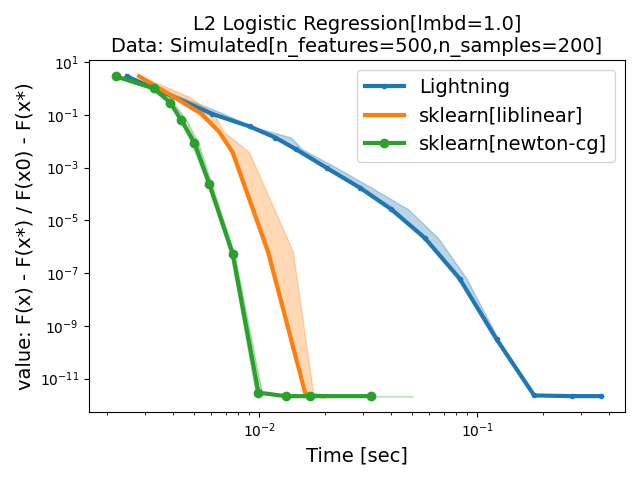 L2 Logistic Regression[lmbd=1.0]
Data: Simulated[n_features=500,n_samples=200]
value: F(x) - F(x*) / F(x0) - F(x*)
10^1
10^-1
10^-3
10^-5
10^-7
10^-9
10^-11
Lightning
sklearn[liblinear]
sklearn[newton-cg]
10^-2
10^-1
Time [sec]